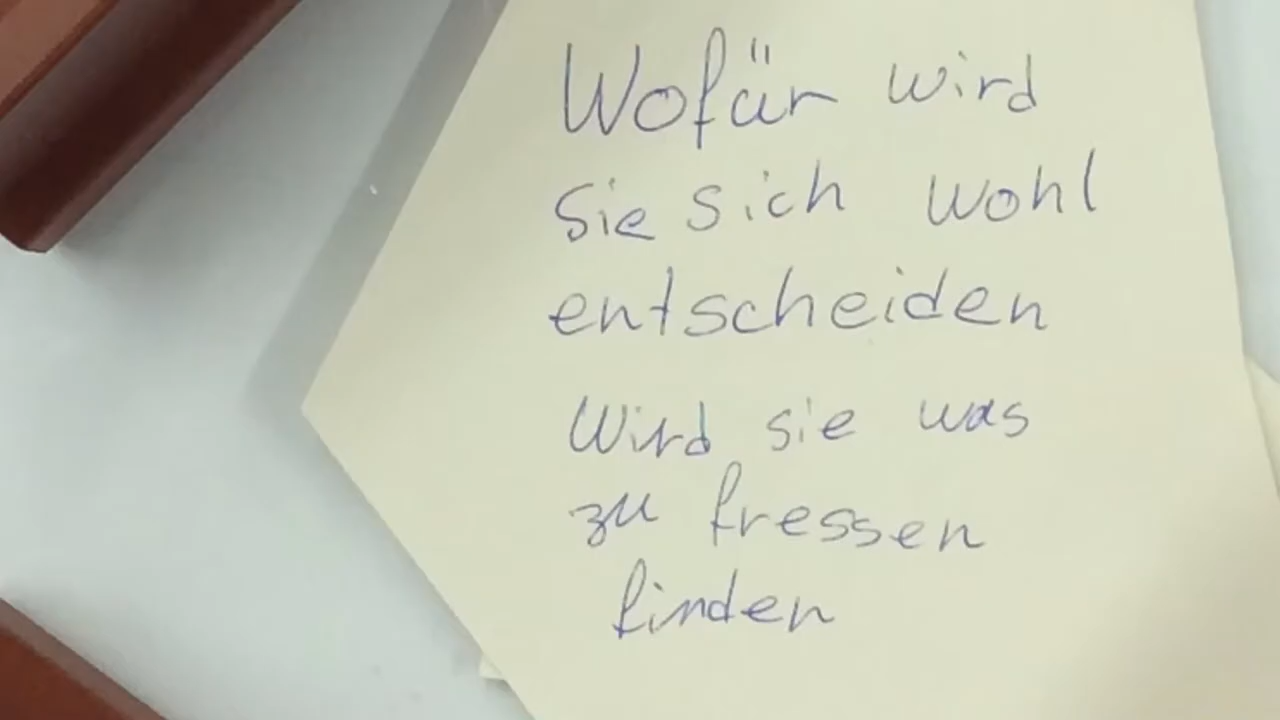 Wofür wird
sie sich wohl
entscheiden
Wird sie was
zu fressen
finden